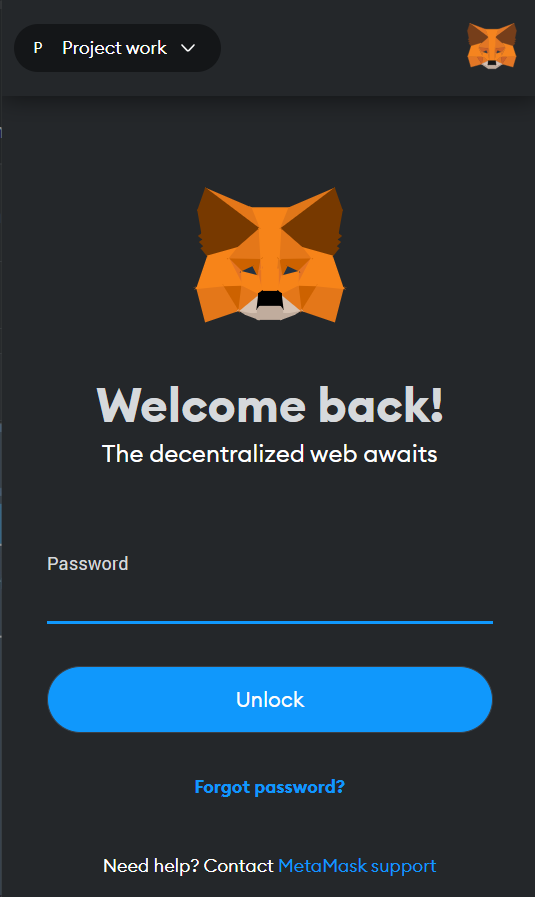 P Project work
Welcome back!
The decentralized web awaits
Password
Unlock
Forgot password?
Need help? Contact MetaMask support